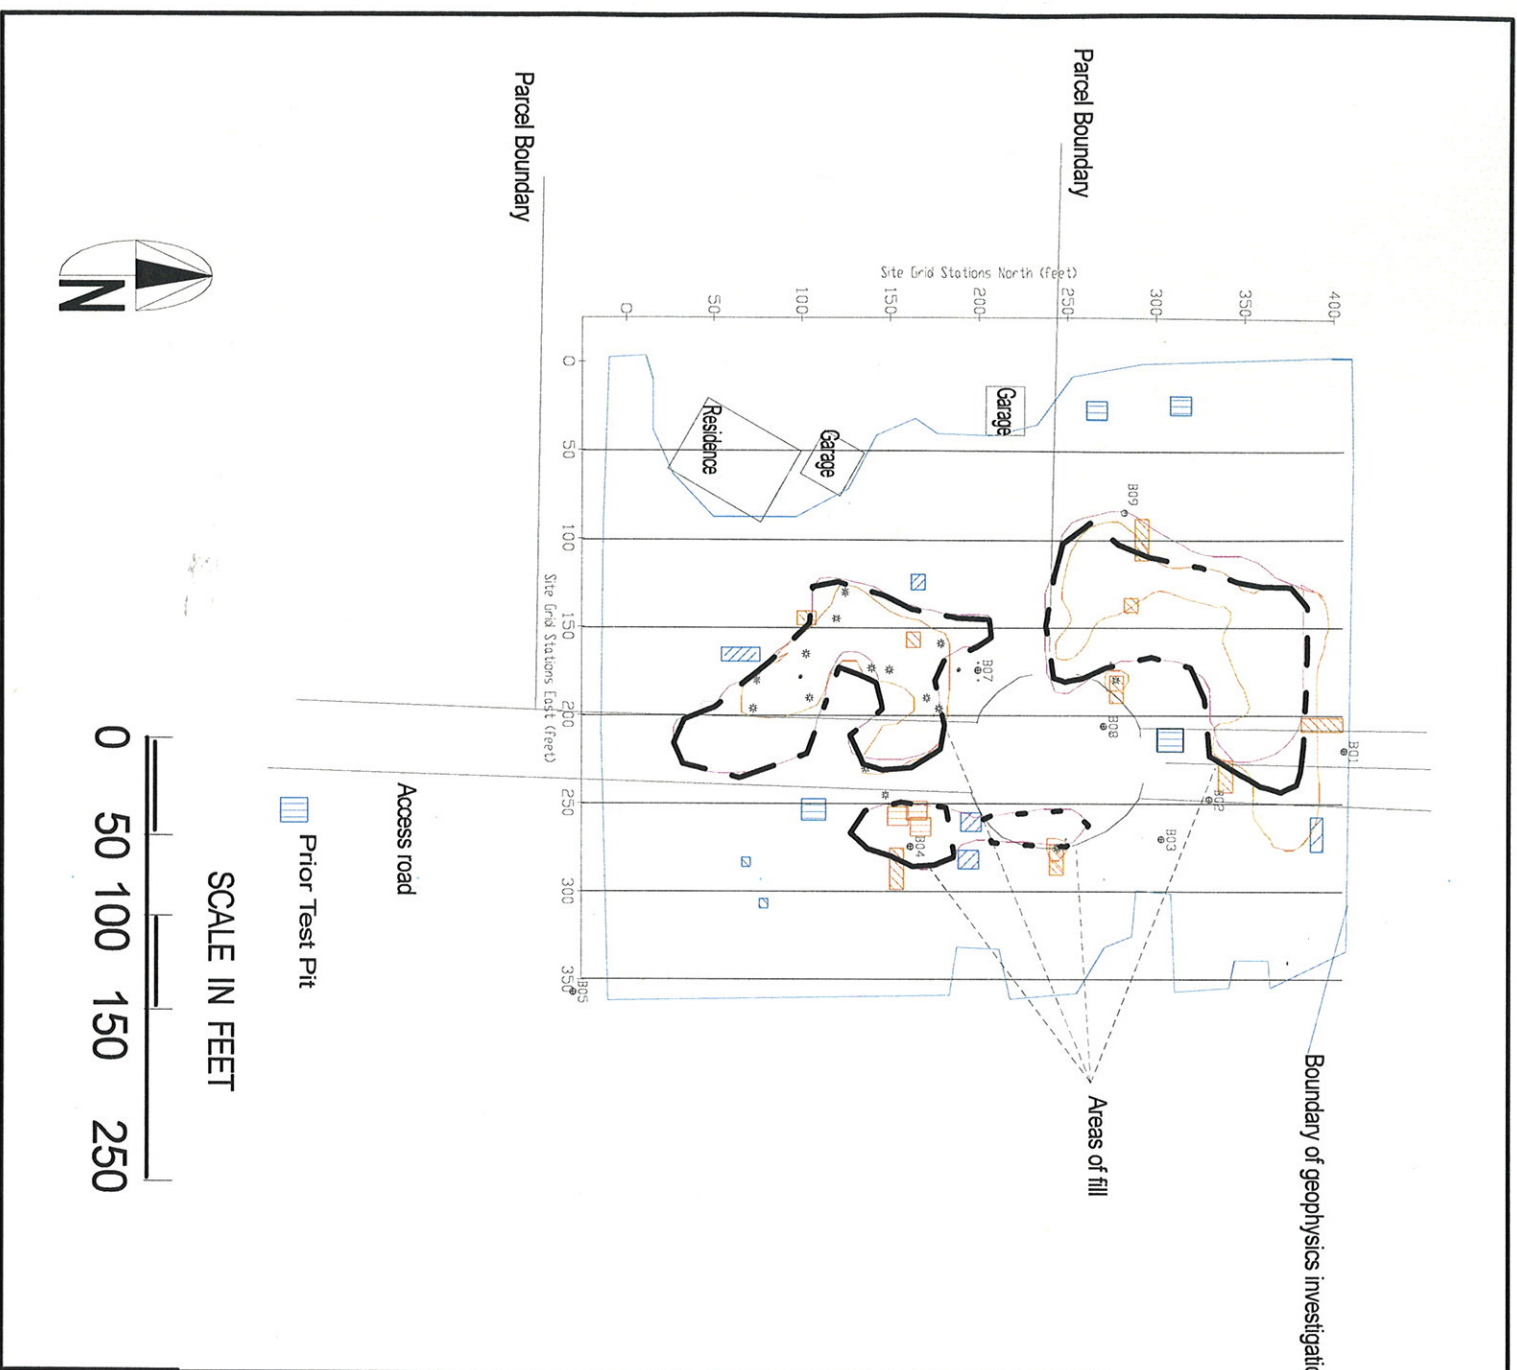 Parcel Boundary
Parcel Boundary
N
Site Grid Stations North (feet)
0
50
100
150
200
250
300
350
400
0
50
100
150
200
250
300
350
Site Grid Stations East (feet)
Residence
Garage
Garage
B09
B07
B08
B01
B02
B03
B04
B05
Access road
Prior Test Pit
Areas of fill
Boundary of geophysics investigatio
SCALE IN FEET
0 50 100 150 250